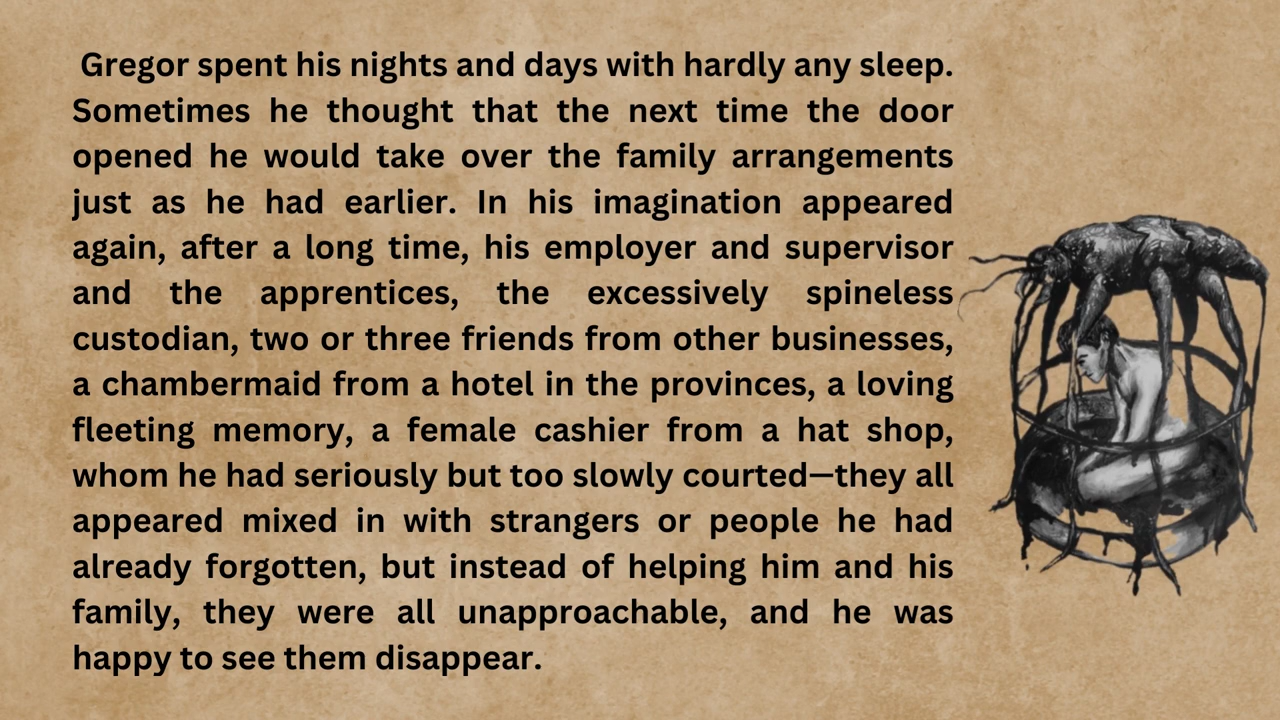 Gregor spent his nights and days with hardly any sleep.
Sometimes he thought that the next time the door
opened he would take over the family arrangements
just as he had earlier. In his imagination appeared
again, after a long time, his employer and supervisor
and the apprentices, the excessively spineless
custodian, two or three friends from other businesses,
a chambermaid from a hotel in the provinces, a loving
fleeting memory, a female cashier from a hat shop,
whom he had seriously but too slowly courted—they all
appeared mixed in with strangers or people he had
already forgotten, but instead of helping him and his
family, they were all unapproachable, and he was
happy to see them disappear.